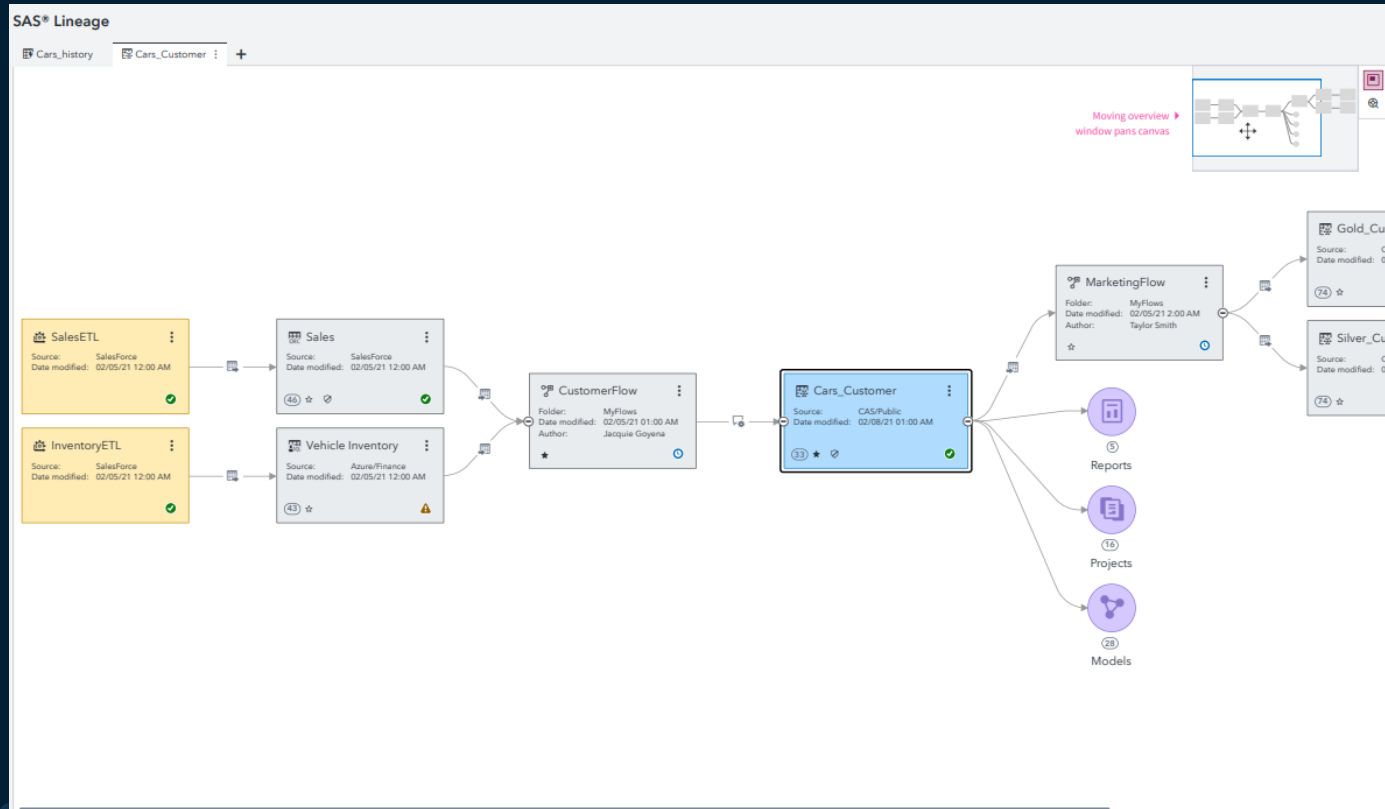 SAS® Lineage
Cars_history
Cars_Customer
Moving overview
window pans canvas
SalesETL
Source: SalesForce
Date modified: 02/05/21 12:00 AM
InventoryETL
Source: SalesForce
Date modified: 02/05/21 12:00 AM
Sales
Source: SalesForce
Date modified: 02/05/21 12:00 AM
46
Vehicle Inventory
Source: Azure/Finance
Date modified: 02/05/21 12:00 AM
43
CustomerFlow
Folder: MyFlows
Date modified: 02/05/21 01:00 AM
Author: Jacquie Goyena
Cars_Customer
Source: CAS/Public
Date modified: 02/08/21 01:00 AM
33
MarketingFlow
Folder: MyFlows
Date modified: 02/05/21 2:00 AM
Author: Taylor Smith
5
Reports
16
Projects
28
Models
Gold_Cu
Source: C
Date modified: 0
74
Silver_Cu
Source: C
Date modified: 0
74